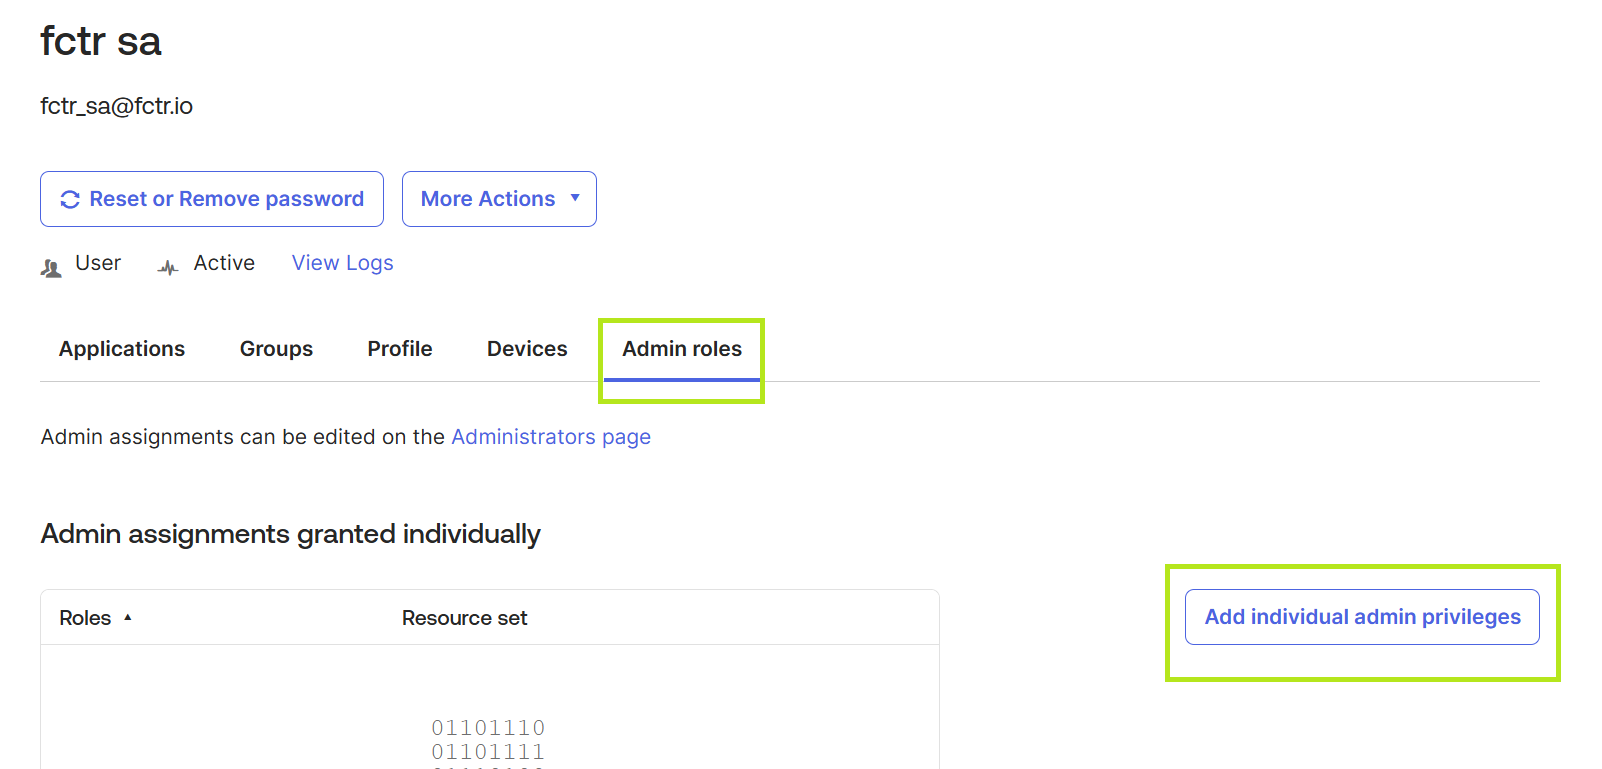 fctr sa
fctr_sa@fctr.io
Reset or Remove password More Actions
User Active View Logs
Applications Groups Profile Devices Admin roles
Admin assignments can be edited on the Administrators page
Admin assignments granted individually
Roles Resource set
Add individual admin privileges
01101110
01101111